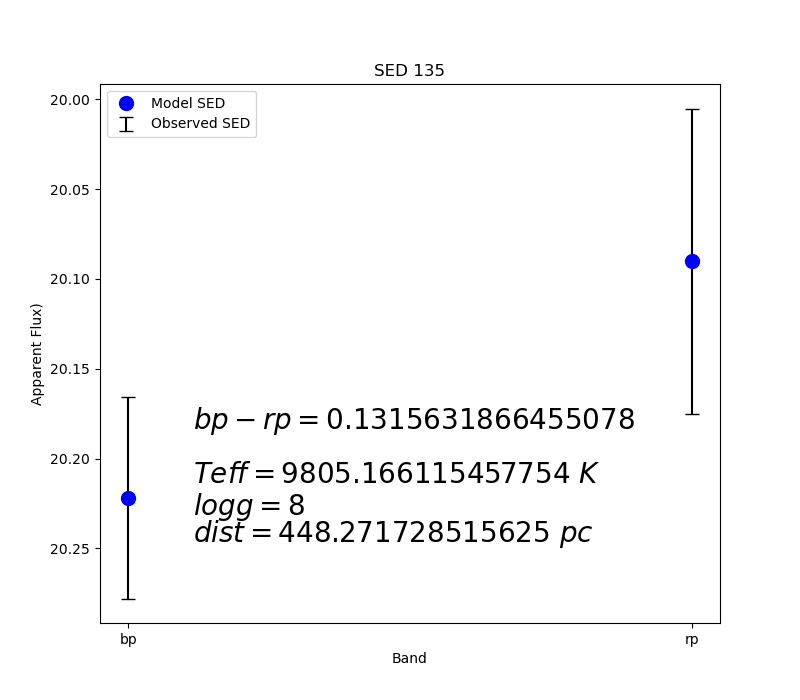 SED 135
Model SED
Observed SED
20.00
20.05
20.10
20.15
20.20
20.25
Apparent Flux)
bp − rp = 0.1315631866455078
Teff = 9805.166115457754 K
logg = 8
dist = 448.271728515625 pc
bp
rp
Band